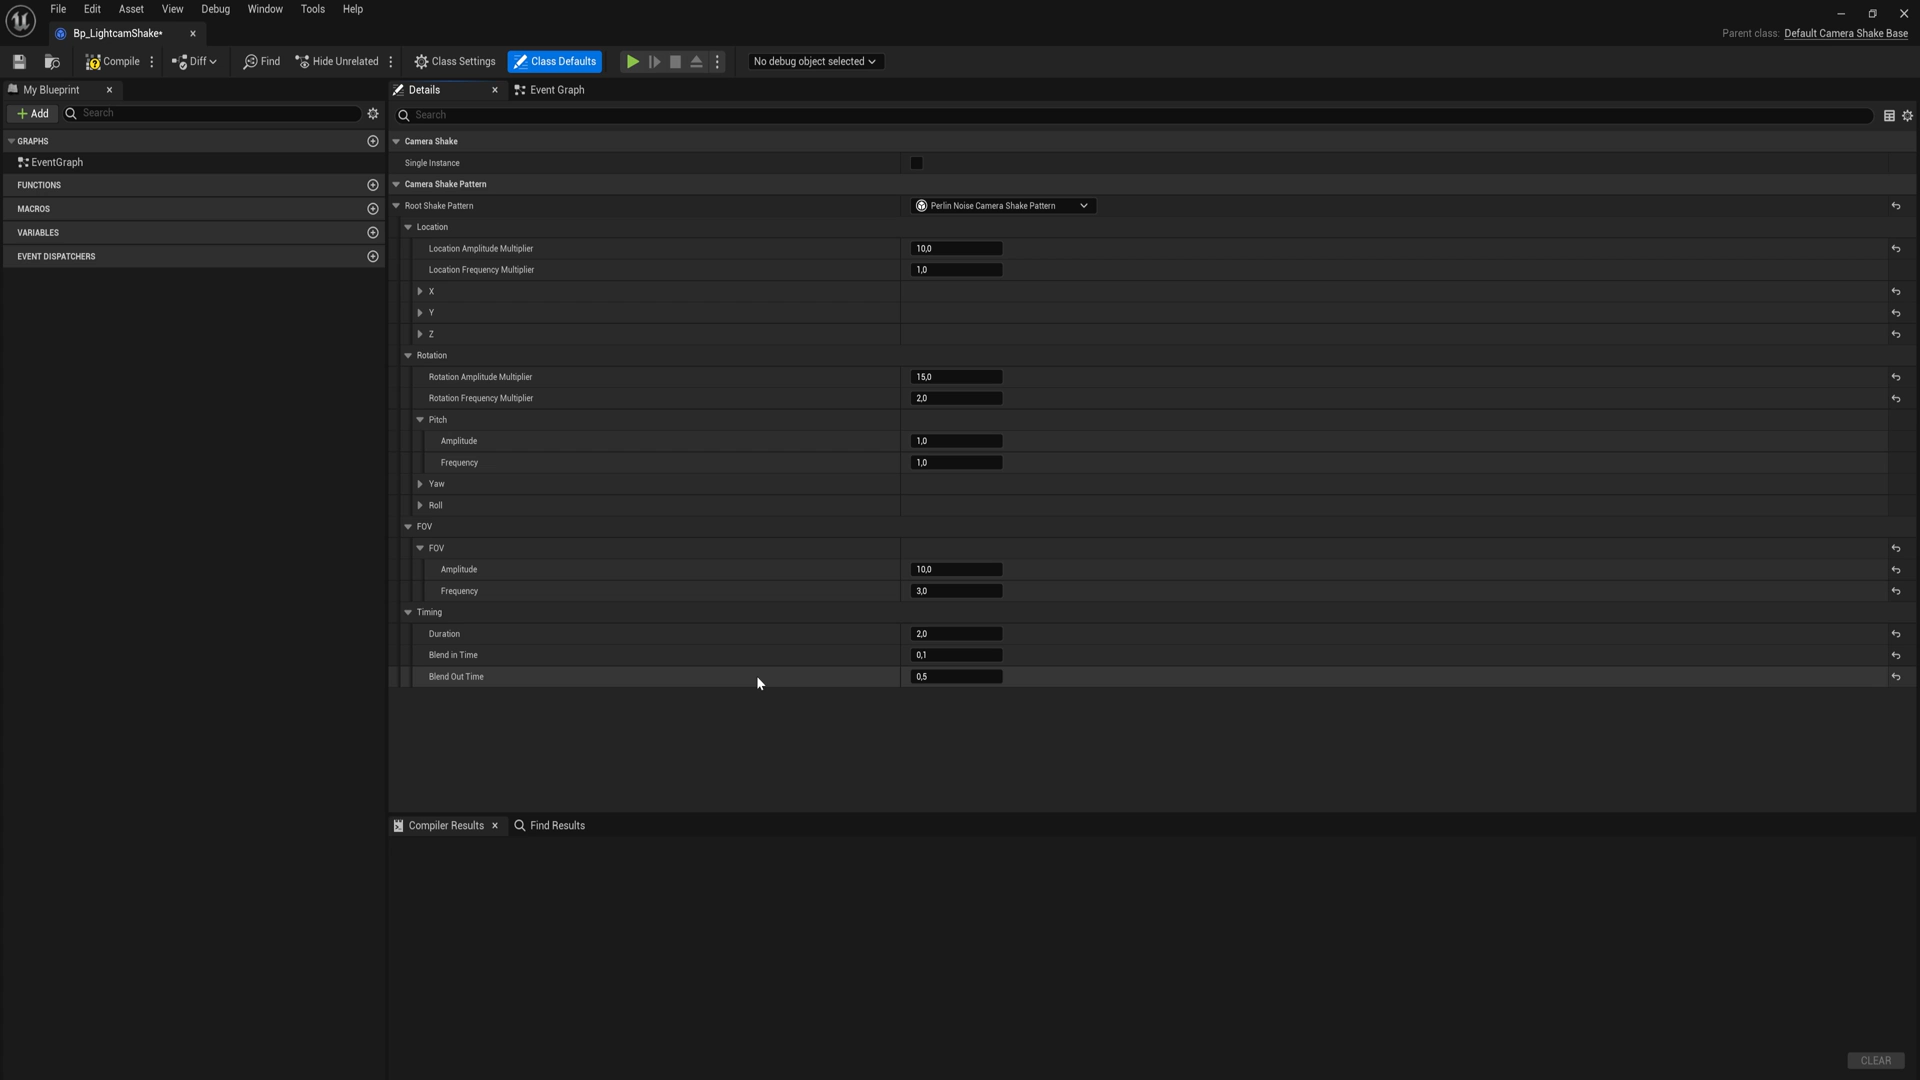 File Edit Asset View Debug Window Tools Help
Bp_LightcamShake*
Parent class: Default Camera Shake Base
Compile Diff Find Hide Unrelated Class Settings Class Defaults No debug object selected
My Blueprint
Details Event Graph
Add Search
Search
GRAPHS
EventGraph
FUNCTIONS
MACROS
VARIABLES
EVENT DISPATCHERS
Camera Shake
Single Instance
Camera Shake Pattern
Root Shake Pattern Perlin Noise Camera Shake Pattern
Location
Location Amplitude Multiplier 10,0
Location Frequency Multiplier 1,0
X
Y
Z
Rotation
Rotation Amplitude Multiplier 15,0
Rotation Frequency Multiplier 2,0
Pitch
Amplitude 1,0
Frequency 1,0
Yaw
Roll
FOV
FOV
Amplitude 10,0
Frequency 3,0
Timing
Duration 2,0
Blend in Time 0,1
Blend Out Time 0,5
Compiler Results Find Results
CLEAR